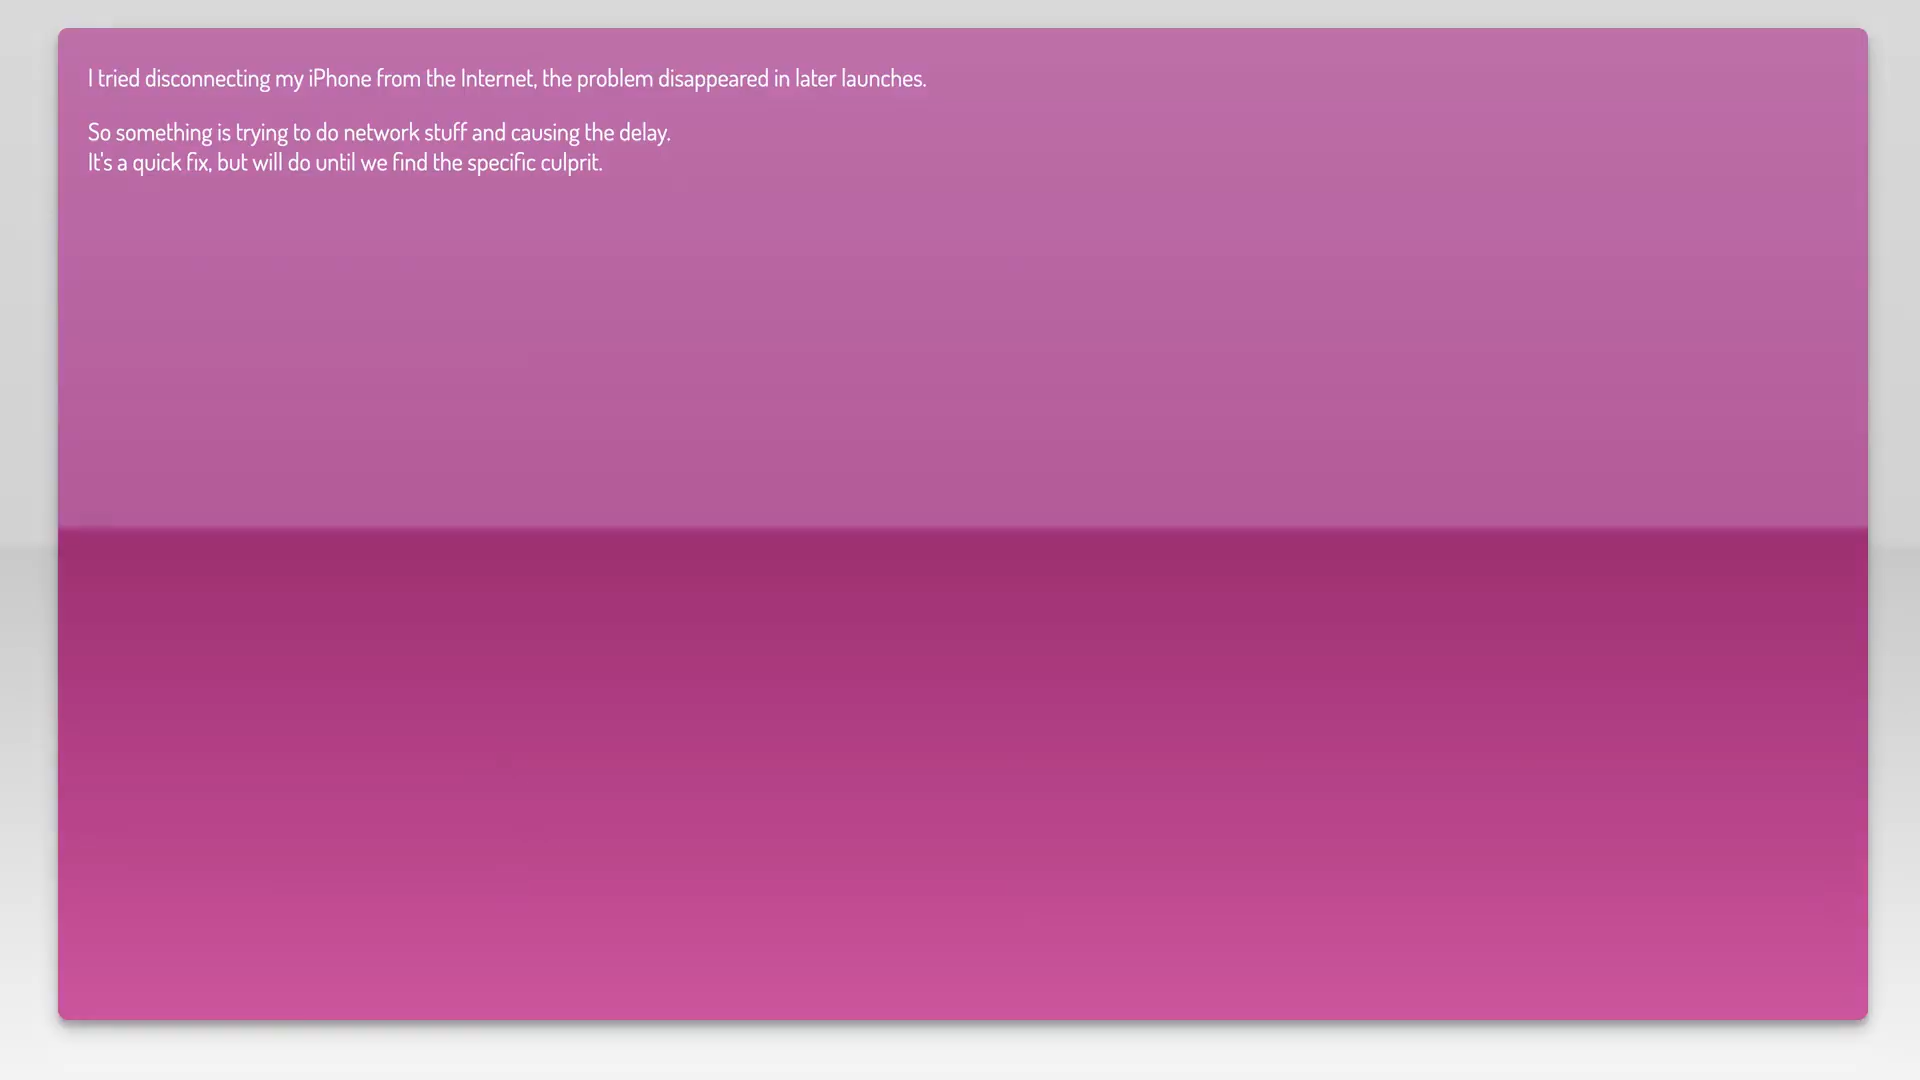 I tried disconnecting my iPhone from the Internet, the problem disappeared in later launches.
So something is trying to do network stuff and causing the delay.
It's a quick fix, but will do until we find the specific culprit.